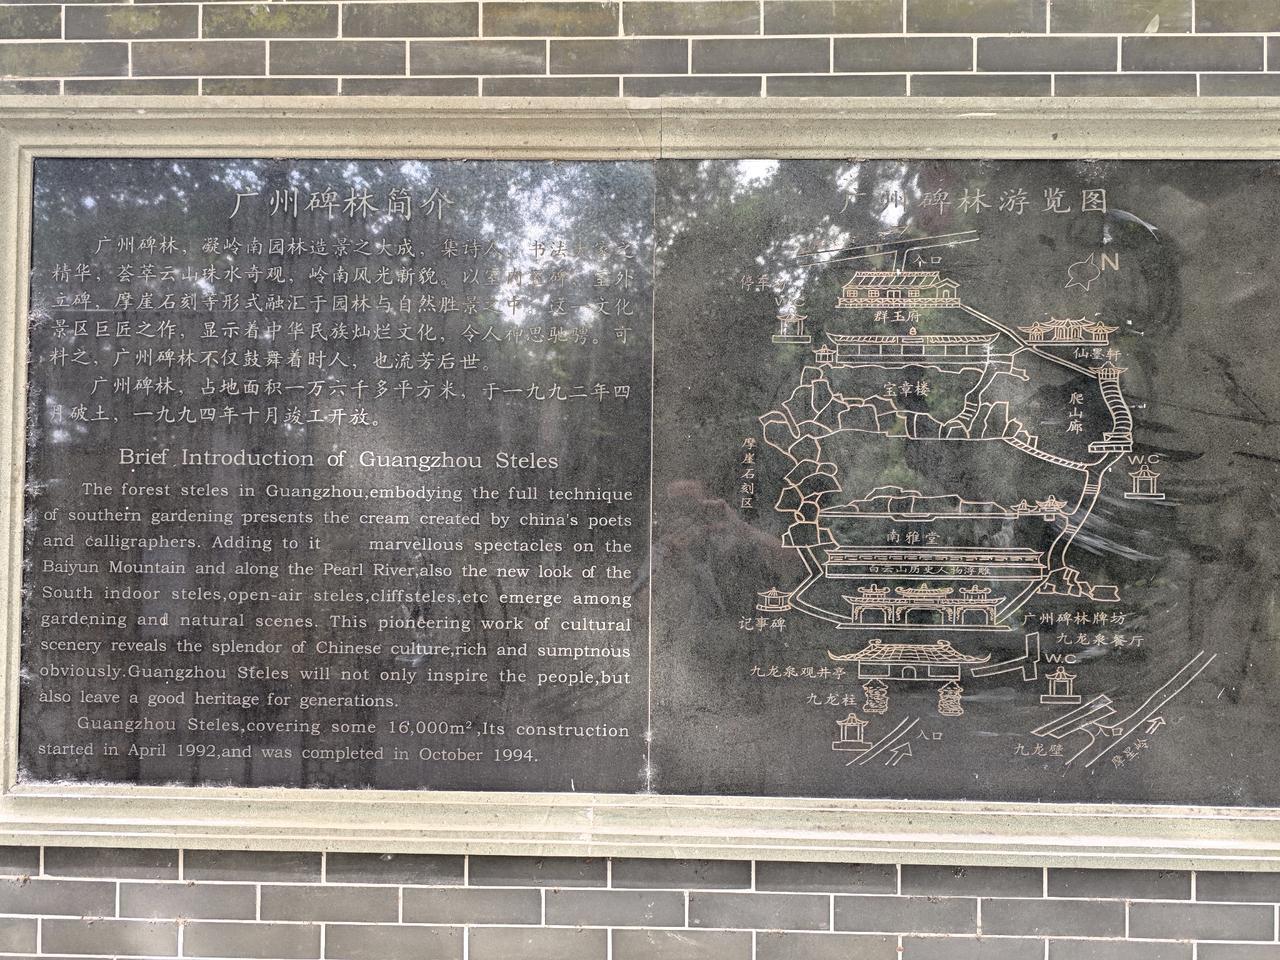 广州碑林简介
广州碑林，凝岭南园林造景之大成，集诗人 书法 之
精华，荟萃云山珠水奇观，岭南风光新貌。以室内 碑 室外
立碑，摩崖石刻等形式融汇于园林与自然胜景之中 这一文化
景区巨匠之作，显示着中华民族灿烂文化，令人神思驰骋。可
料之，广州碑林不仅鼓舞着时人，也流芳后世。
广州碑林，占地面积一万六千多平方米，于一九九二年四
月破土，一九九四年十月竣工开放。
Brief Introduction of Guangzhou Steles
The forest steles in Guangzhou,embodying the full technique
of southern gardening presents the cream created by china's poets
and calligraphers. Adding to it marvellous spectacles on the
Baiyun Mountain and along the Pearl River,also the new look of the
South indoor steles,open-air steles,cliffsteles,etc emerge among
gardening and natural scenes. This pioneering work of cultural
scenery reveals the splendor of Chinese culture,rich and sumptnous
obviously.Guangzhou Steles will not only inspire the people,but
also leave a good heritage for generations.
Guangzhou Steles,covering some 16,000m²,Its construction
started in April 1992,and was completed in October 1994.
广州碑林游览图
入口
N
停车
W.C
群玉府
仙墨轩
宝章楼
爬山廊
摩崖石刻区
W.C
南雅堂
白云山历史人物浮雕
记事碑
广州碑林牌坊
九龙泉餐厅
九龙泉观井亭
W.C
九龙柱
入口
九龙壁
入口
摩星岭